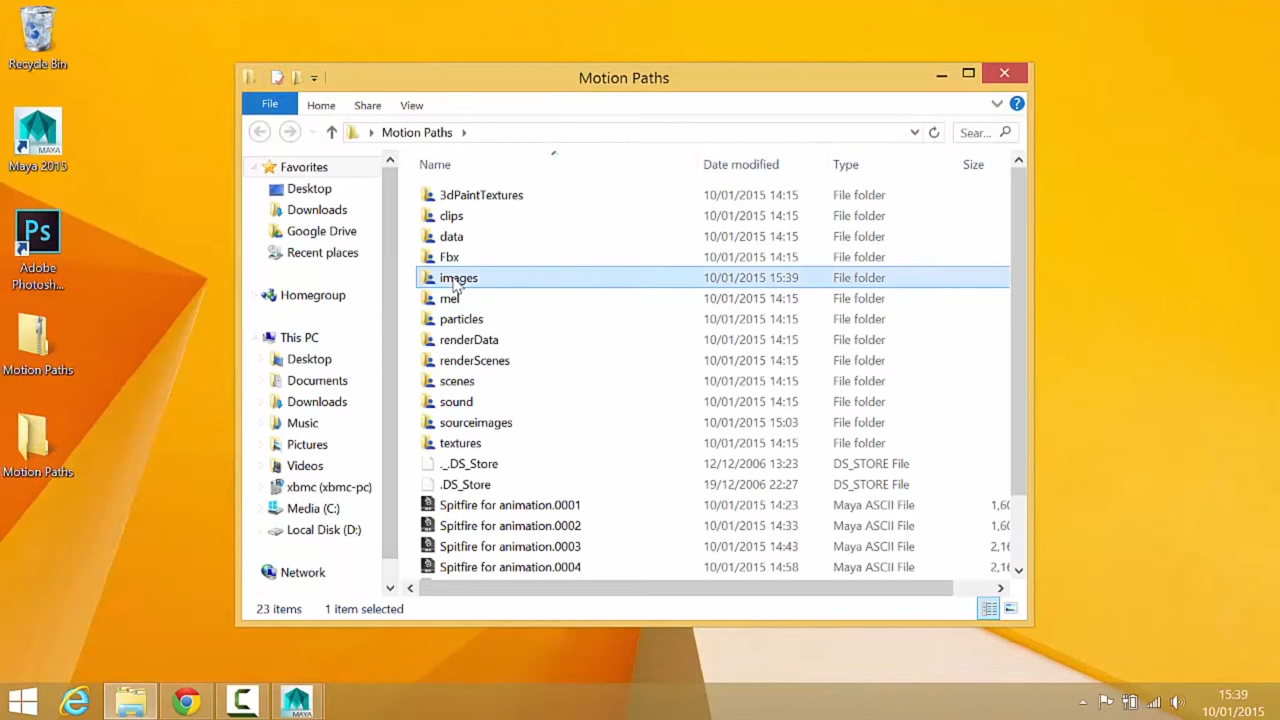 Recycle Bin
MAYA
Maya 2015
Ps
Adobe
Photosh...
Motion Paths
Motion Paths
Motion Paths
File
Home
Share
View
?
Motion Paths
Sear...
Favorites
Desktop
Downloads
Google Drive
Recent places
Homegroup
This PC
Desktop
Documents
Downloads
Music
Pictures
Videos
xbmc (xbmc-pc)
Media (C:)
Local Disk (D:)
Network
Name Date modified Type Size
3dPaintTextures 10/01/2015 14:15 File folder
clips 10/01/2015 14:15 File folder
data 10/01/2015 14:15 File folder
Fbx 10/01/2015 14:15 File folder
images 10/01/2015 15:39 File folder
mel 10/01/2015 14:15 File folder
particles 10/01/2015 14:15 File folder
renderData 10/01/2015 14:15 File folder
renderScenes 10/01/2015 14:15 File folder
scenes 10/01/2015 14:15 File folder
sound 10/01/2015 14:15 File folder
sourceimages 10/01/2015 15:03 File folder
textures 10/01/2015 14:15 File folder
._.DS_Store 12/12/2006 13:23 DS_STORE File
.DS_Store 19/12/2006 22:27 DS_STORE File
Spitfire for animation.0001 10/01/2015 14:23 Maya ASCII File 1,60
Spitfire for animation.0002 10/01/2015 14:33 Maya ASCII File 1,60
Spitfire for animation.0003 10/01/2015 14:43 Maya ASCII File 2,16
Spitfire for animation.0004 10/01/2015 14:58 Maya ASCII File 2,16
23 items 1 item selected
MAYA
15:39
10/01/2015